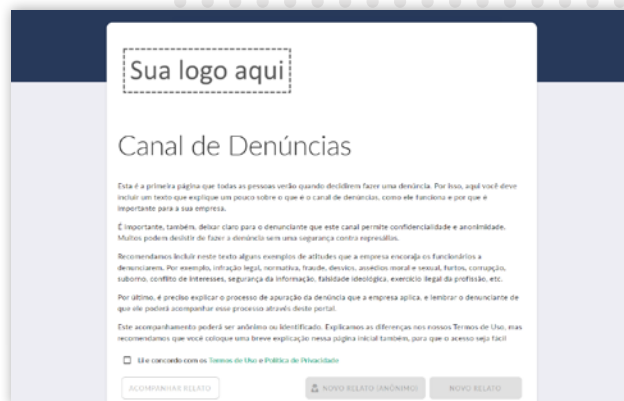 Sua logo aqui
Canal de Denúncias
Esta é a primeira página que todas as pessoas verão quando decidirem fazer uma denúncia. Por isso, aqui você deve
incluir um texto que explique um pouco sobre o que é o canal de denúncias, como ele funciona e por que é
importante para a sua empresa.
É importante, também, deixar claro para o denunciante que este canal permite confidencialidade e anonimidade.
Muitos podem desistir de fazer a denúncia sem uma segurança contra represálias.
Recomendamos incluir neste texto alguns exemplos de atitudes que a empresa encoraja os funcionários a
denunciarem. Por exemplo, infração legal, normativa, fraude, desvios, assédios moral e sexual, furtos, corrupção,
suborno, conflito de interesses, segurança da informação, falsidade ideológica, exercício ilegal da profissão, etc.
Por último, é preciso explicar o processo de apuração da denúncia que a empresa aplica, e lembrar o denunciante de
que ele poderá acompanhar esse processo através deste portal.
Este acompanhamento poderá ser anônimo ou identificado. Explicamos as diferenças nos nossos Termos de Uso, mas
recomendamos que você coloque uma breve explicação nessa página inicial também, para que o acesso seja fácil
Li e concordo com os Termos de Uso e Política de Privacidade
ACOMPANHAR RELATO NOVO RELATO (ANÔNIMO) NOVO RELATO